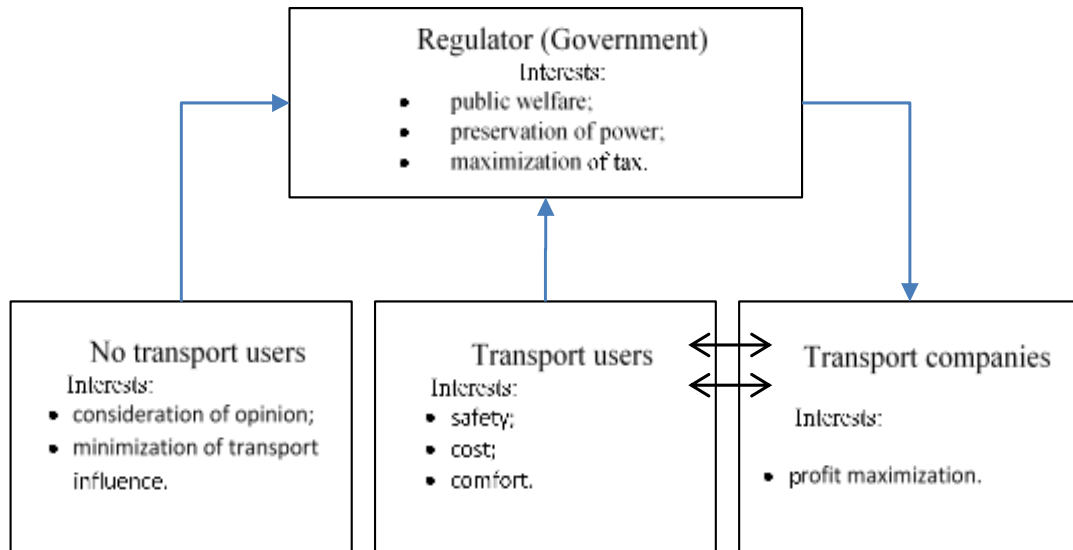 Regulator (Government)
Interests:
• public welfare;
• preservation of power;
• maximization of tax.
No transport users
Interests:
• consideration of opinion;
• minimization of transport
influence.
Transport users
Interests:
• safety;
• cost;
• comfort.
Transport companies
Interests:
• profit maximization.